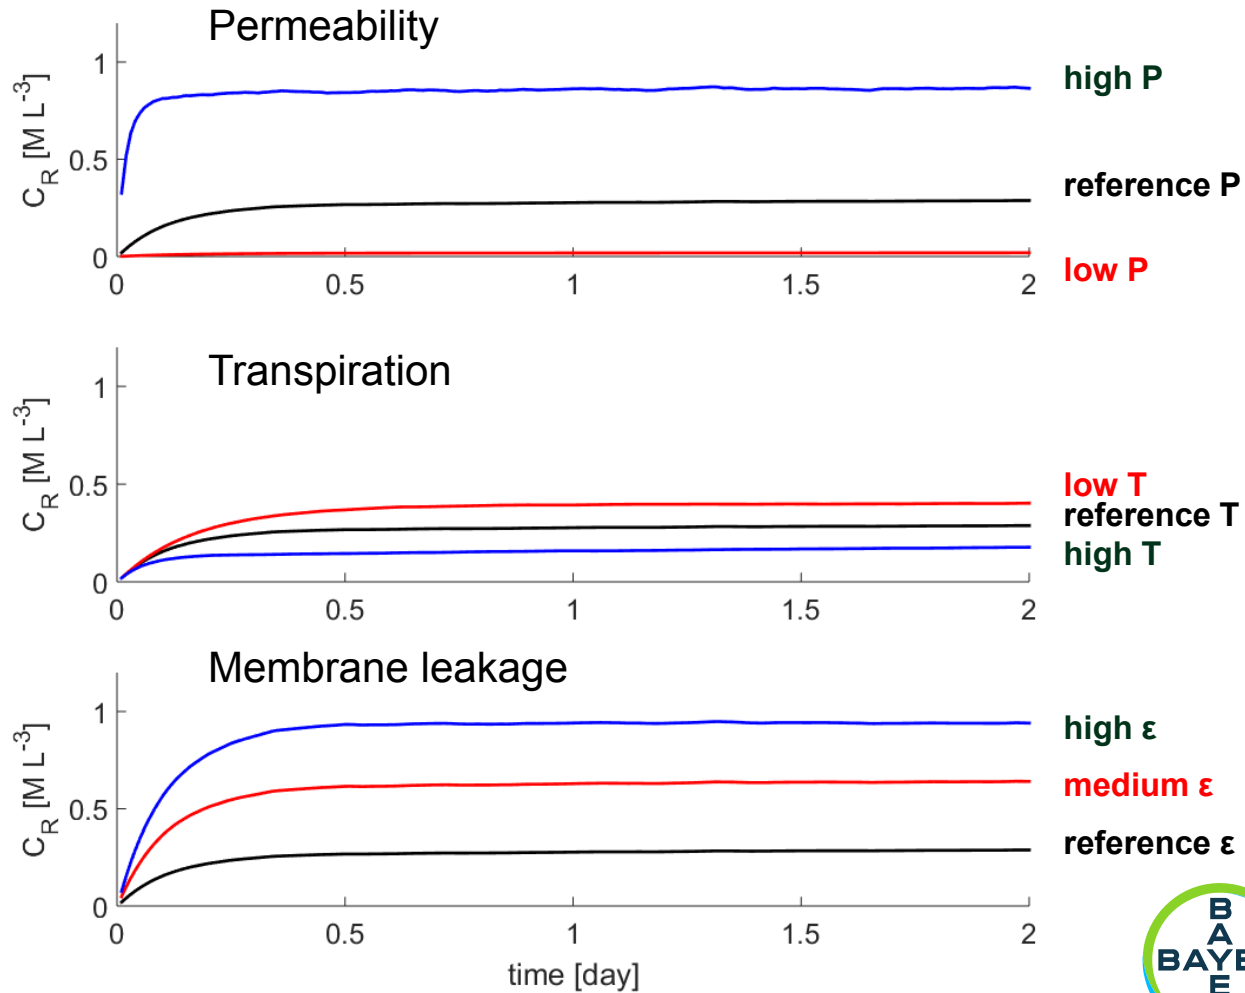 Permeability
high P
1
0.5
0
C_R [M L^-3]
reference P
low P
0 0.5 1 1.5 2
Transpiration
1
0.5
0
C_R [M L^-3]
low T
reference T
high T
0 0.5 1 1.5 2
Membrane leakage
1
0.5
0
C_R [M L^-3]
high ε
medium ε
reference ε
0 0.5 1 1.5 2
time [day]
B
A
BAYE
E